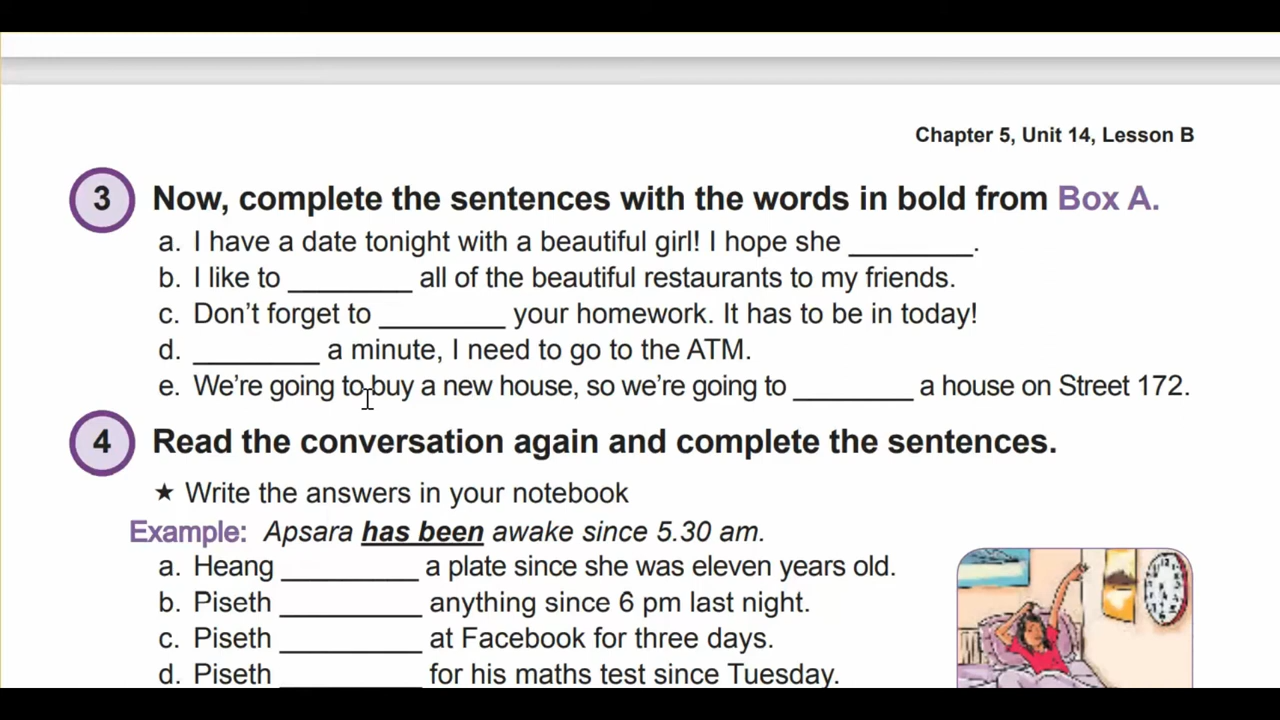 Chapter 5, Unit 14, Lesson B
3 Now, complete the sentences with the words in bold from Box A.
a. I have a date tonight with a beautiful girl! I hope she ________.
b. I like to ________ all of the beautiful restaurants to my friends.
c. Don’t forget to ________ your homework. It has to be in today!
d. ________ a minute, I need to go to the ATM.
e. We’re going to buy a new house, so we’re going to ________ a house on Street 172.
4 Read the conversation again and complete the sentences.
★ Write the answers in your notebook
Example: Apsara has been awake since 5.30 am.
a. Heang _________ a plate since she was eleven years old.
b. Piseth _________ anything since 6 pm last night.
c. Piseth _________ at Facebook for three days.
d. Piseth _________ for his maths test since Tuesday.